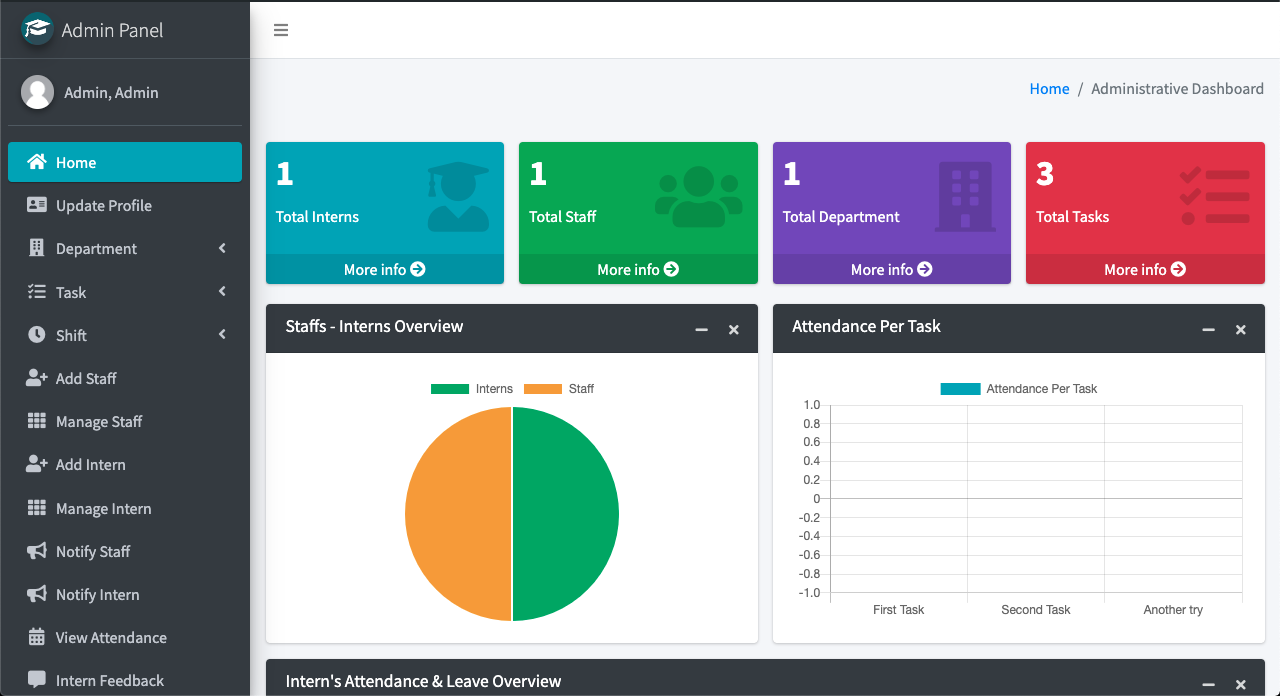 Admin Panel
Admin, Admin
Home
Update Profile
Department
Task
Shift
Add Staff
Manage Staff
Add Intern
Manage Intern
Notify Staff
Notify Intern
View Attendance
Intern Feedback
Home / Administrative Dashboard
1
Total Interns
More info
1
Total Staff
More info
1
Total Department
More info
3
Total Tasks
More info
Staffs - Interns Overview
Interns Staff
Attendance Per Task
Attendance Per Task
1.0
0.8
0.6
0.4
0.2
0
-0.2
-0.4
-0.6
-0.8
-1.0
First Task Second Task Another try
Intern's Attendance & Leave Overview